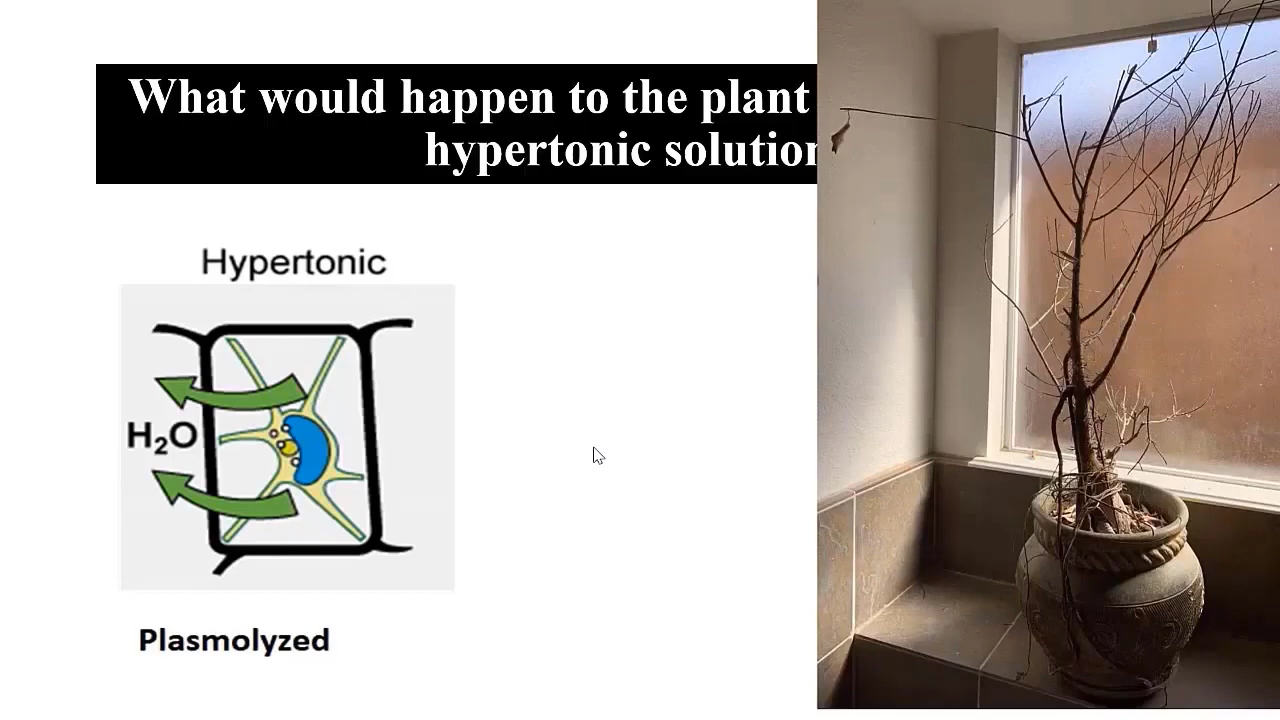 What would happen to the plant
hypertonic solution
Hypertonic
H₂O
Plasmolyzed